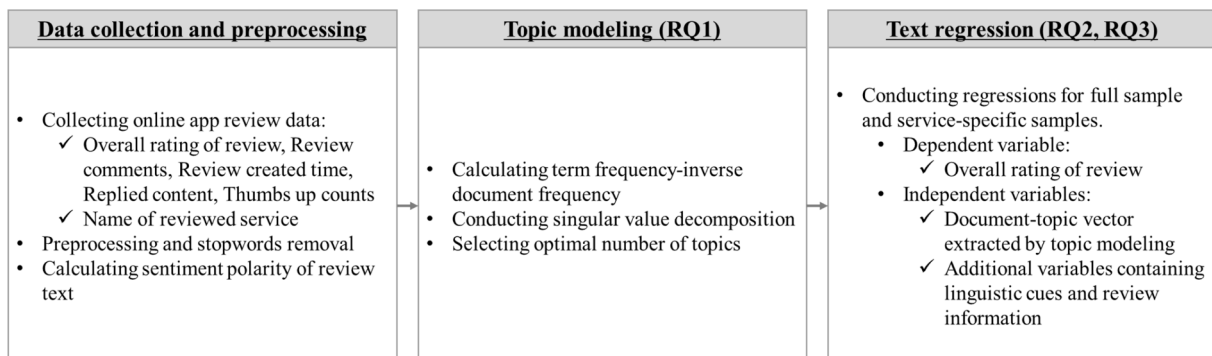 Data collection and preprocessing
• Collecting online app review data:
✓ Overall rating of review, Review
comments, Review created time,
Replied content, Thumbs up counts
✓ Name of reviewed service
• Preprocessing and stopwords removal
• Calculating sentiment polarity of review
text
Topic modeling (RQ1)
• Calculating term frequency-inverse
document frequency
• Conducting singular value decomposition
• Selecting optimal number of topics
Text regression (RQ2, RQ3)
• Conducting regressions for full sample
and service-specific samples.
• Dependent variable:
✓ Overall rating of review
• Independent variables:
✓ Document-topic vector
extracted by topic modeling
✓ Additional variables containing
linguistic cues and review
information